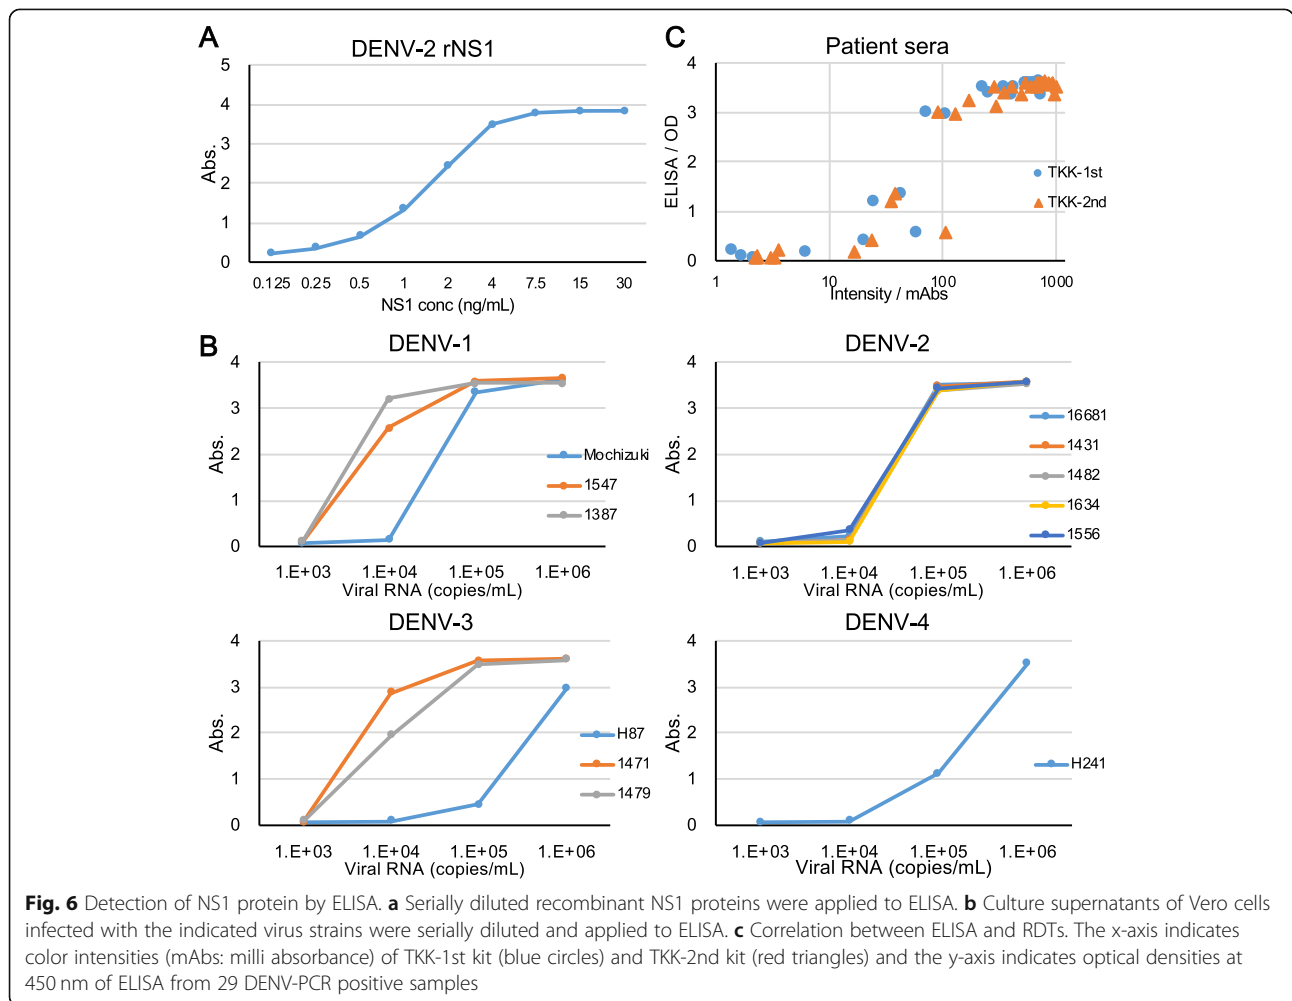 A
DENV-2 rNS1
5
4
3
2
1
0
Abs.
0.125 0.25 0.5 1 2 4 7.5 15 30
NS1 conc (ng/mL)
C
Patient sera
4
3
2
1
0
ELISA / OD
TKK-1st
TKK-2nd
1 10 100 1000
Intensity / mAbs
B
DENV-1
4
3
2
1
0
Abs.
Mochizuki
1547
1387
1.E+03 1.E+04 1.E+05 1.E+06
Viral RNA (copies/mL)
DENV-2
4
3
2
1
0
Abs.
16681
1431
1482
1634
1556
1.E+03 1.E+04 1.E+05 1.E+06
Viral RNA (copies/mL)
DENV-3
4
3
2
1
0
Abs.
H87
1471
1479
1.E+03 1.E+04 1.E+05 1.E+06
Viral RNA (copies/mL)
DENV-4
4
3
2
1
0
Abs.
H241
1.E+03 1.E+04 1.E+05 1.E+06
Viral RNA (copies/mL)
Fig. 6 Detection of NS1 protein by ELISA. a Serially diluted recombinant NS1 proteins were applied to ELISA. b Culture supernatants of Vero cells
infected with the indicated virus strains were serially diluted and applied to ELISA. c Correlation between ELISA and RDTs. The x-axis indicates
color intensities (mAbs: milli absorbance) of TKK-1st kit (blue circles) and TKK-2nd kit (red triangles) and the y-axis indicates optical densities at
450 nm of ELISA from 29 DENV-PCR positive samples